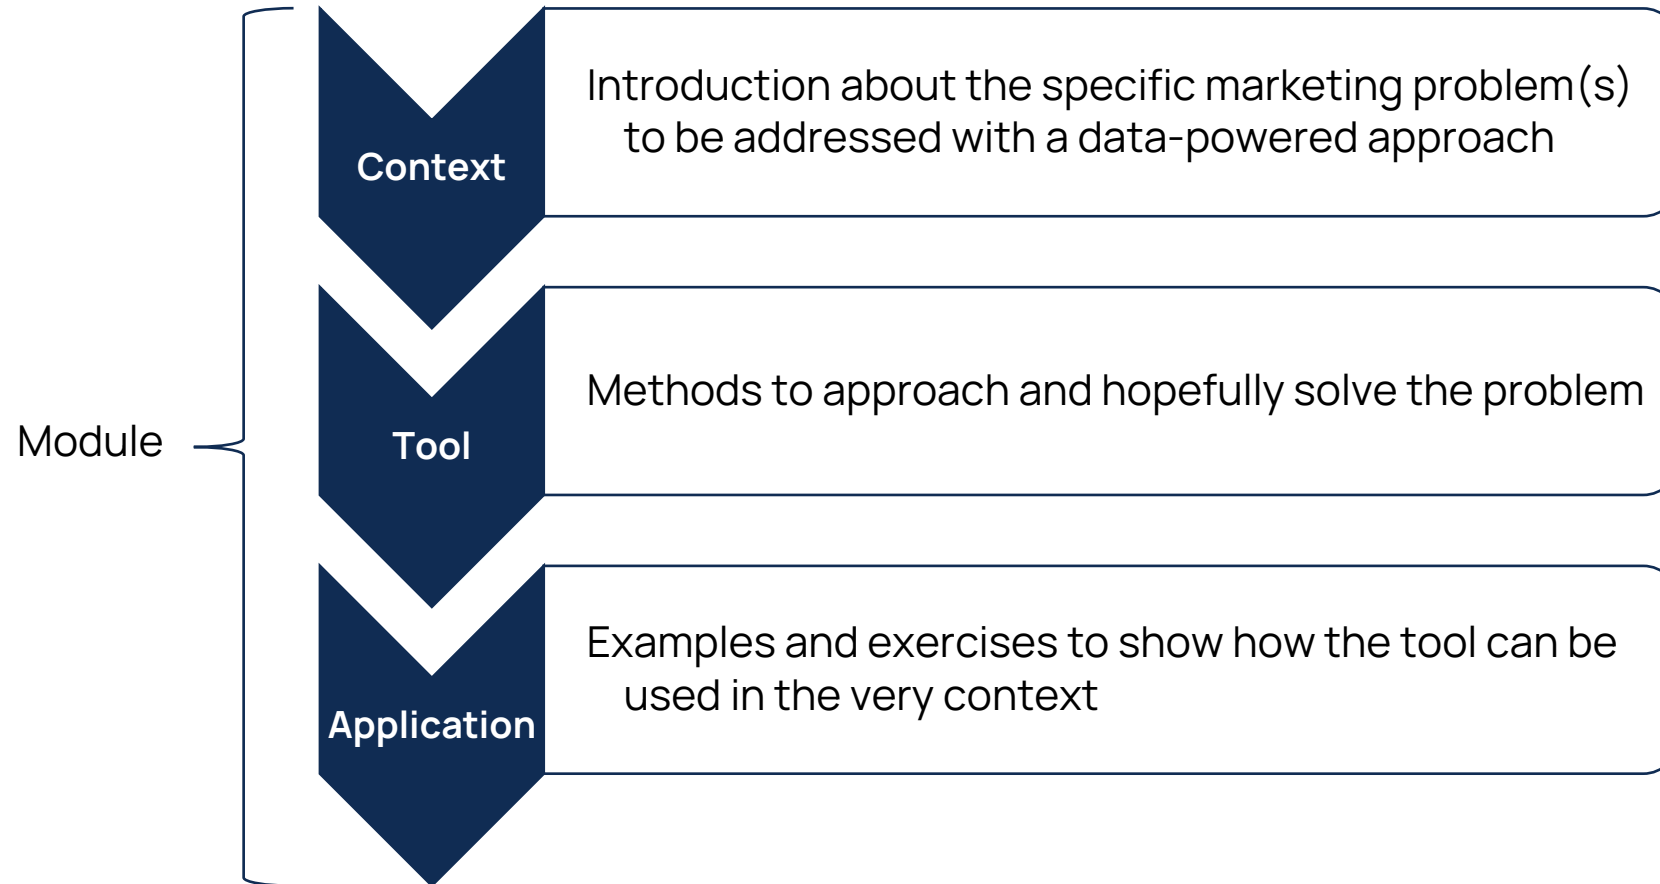 Module
Context
Introduction about the specific marketing problem(s)
to be addressed with a data-powered approach
Tool
Methods to approach and hopefully solve the problem
Application
Examples and exercises to show how the tool can be
used in the very context